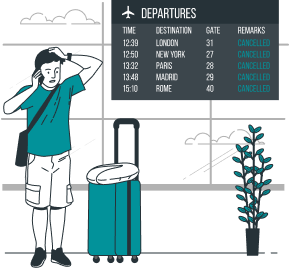 DEPARTURES
TIME DESTINATION GATE REMARKS
12:39 LONDON 31 CANCELLED
12:50 NEW YORK 27 CANCELLED
13:32 PARIS 28 CANCELLED
13:48 MADRID 29 CANCELLED
15:10 ROME 40 CANCELLED